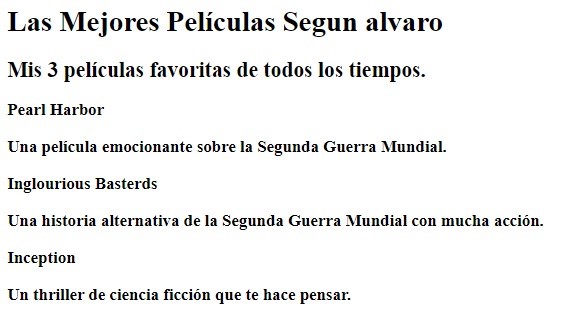 Las Mejores Películas Segun alvaro
Mis 3 películas favoritas de todos los tiempos.
Pearl Harbor
Una película emocionante sobre la Segunda Guerra Mundial.
Inglourious Basterds
Una historia alternativa de la Segunda Guerra Mundial con mucha acción.
Inception
Un thriller de ciencia ficción que te hace pensar.